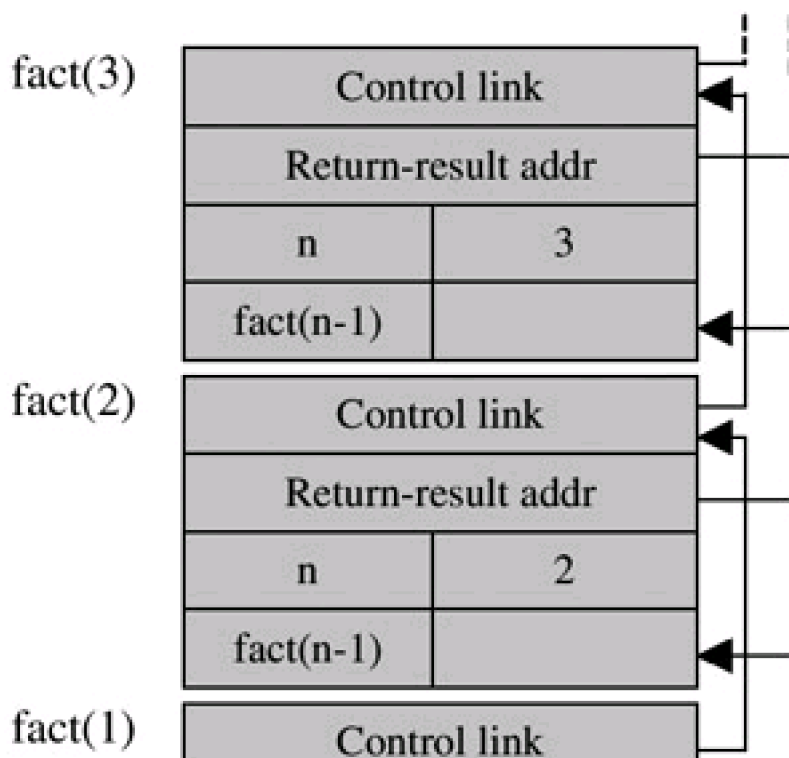 fact(3)
Control link
Return-result addr
n 3
fact(n-1)
fact(2)
Control link
Return-result addr
n 2
fact(n-1)
fact(1)
Control link